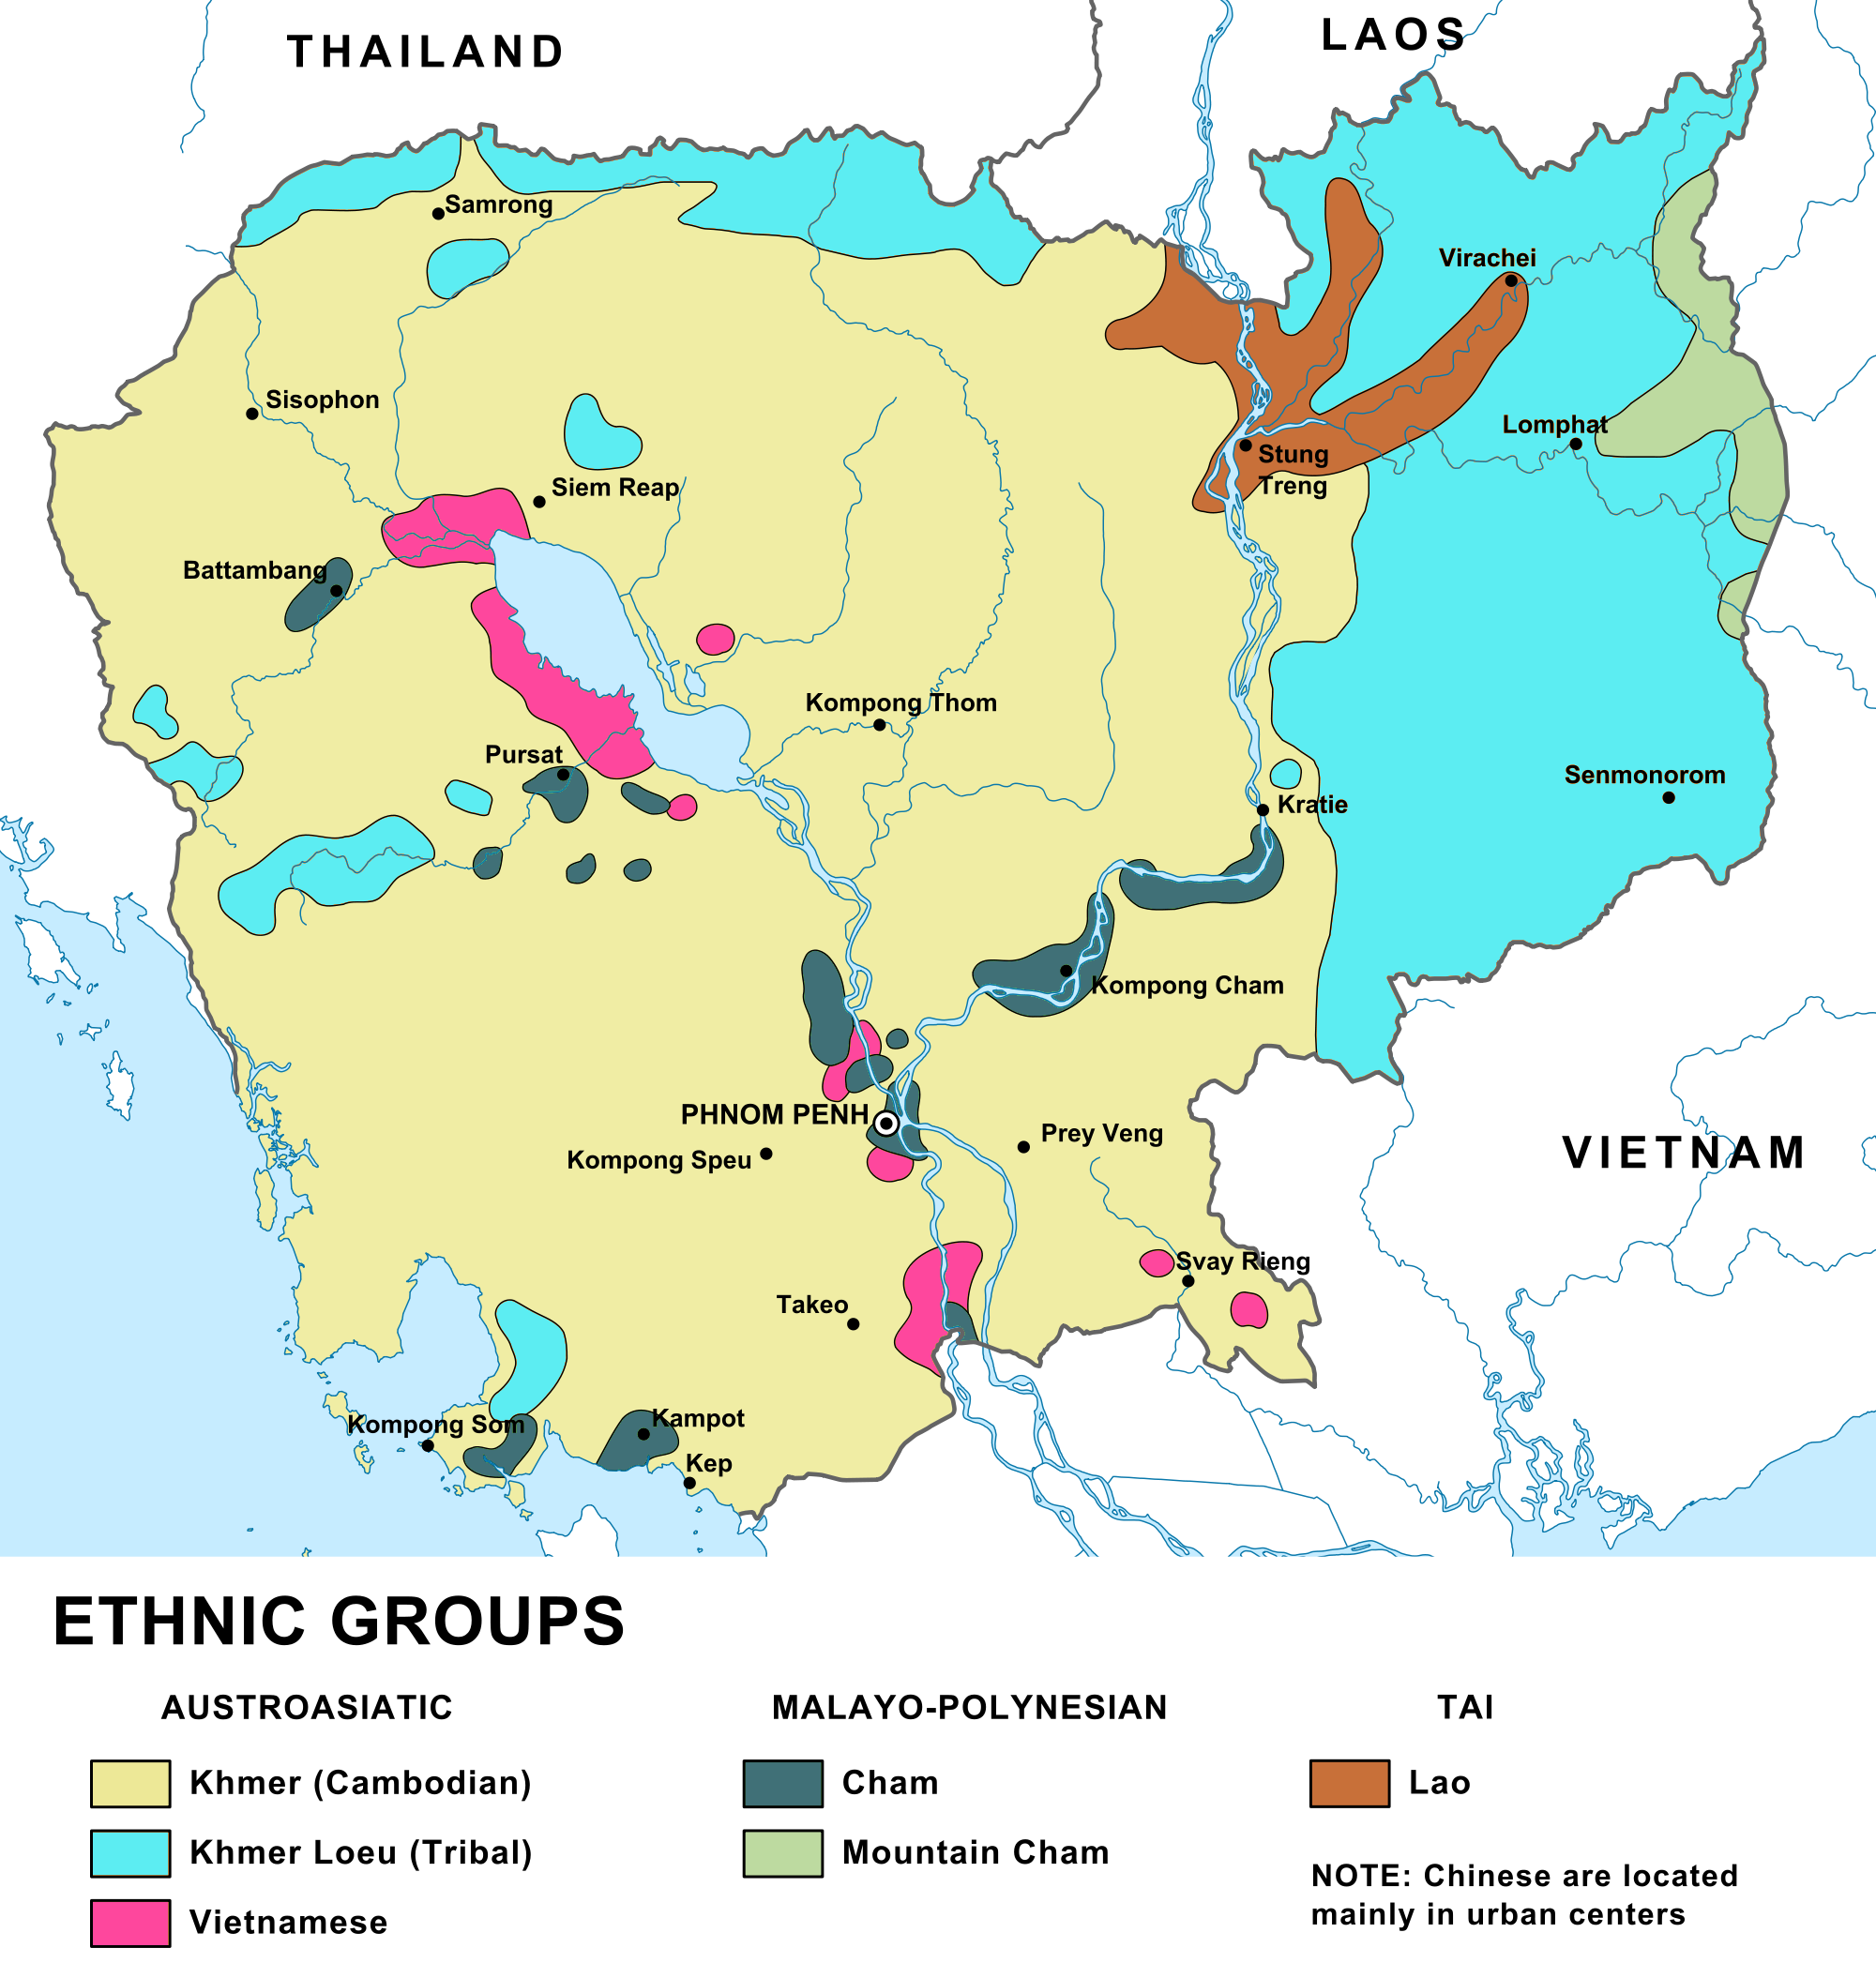 THAILAND
LAOS
Samrong
Virachei
Sisophon
Lomphat
Stung
Treng
Siem Reap
Battambang
Kompong Thom
Pursat
Senmonorom
Kratie
Kompong Cham
PHNOM PENH
Prey Veng
VIETNAM
Kompong Speu
Svay Rieng
Takeo
Kompong Som
Kampot
Kep
ETHNIC GROUPS
AUSTROASIATIC
Khmer (Cambodian)
Khmer Loeu (Tribal)
Vietnamese
MALAYO-POLYNESIAN
Cham
Mountain Cham
TAI
Lao
NOTE: Chinese are located
mainly in urban centers